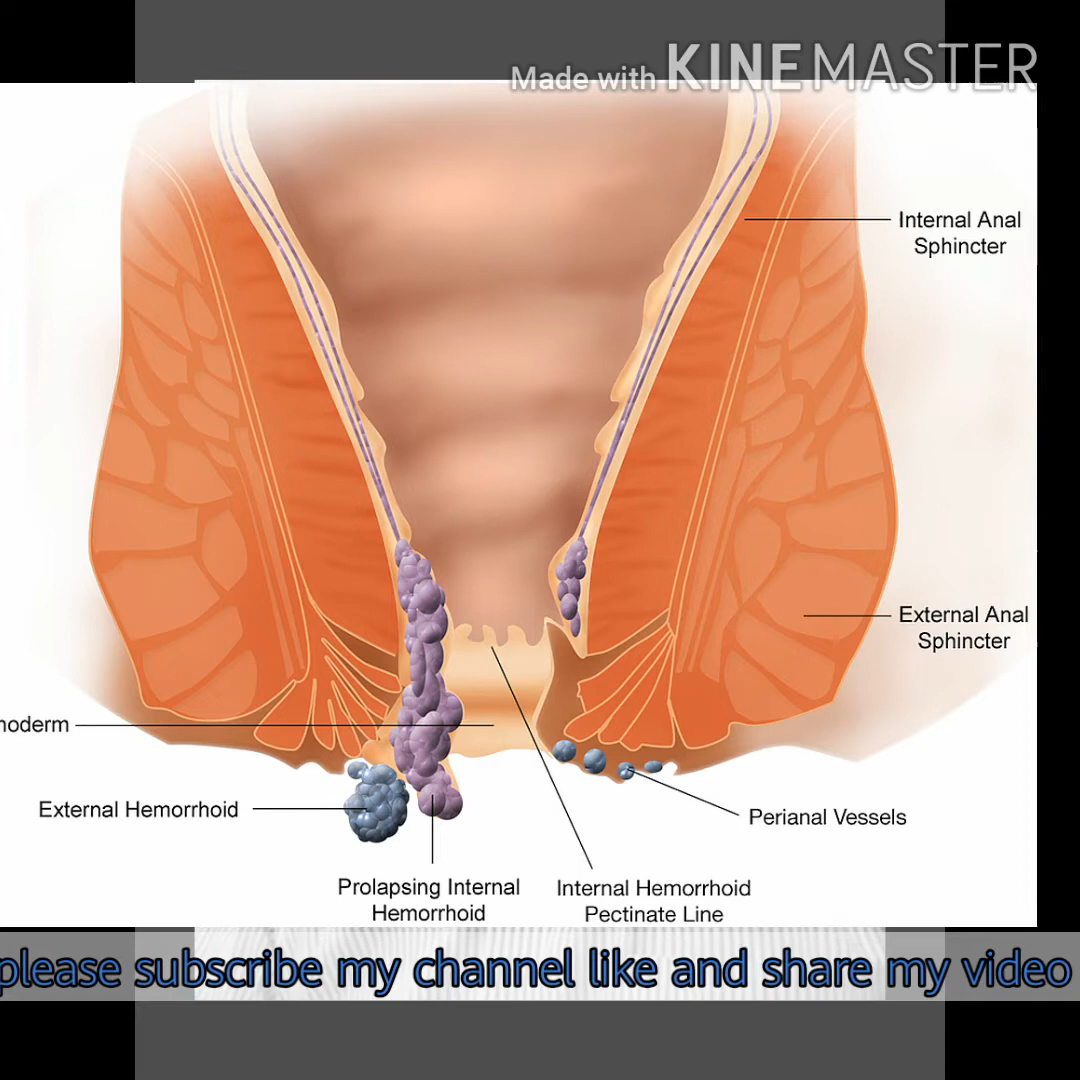 Made with KINEMASTER
Internal Anal
Sphincter
External Anal
Sphincter
noderm
External Hemorrhoid
Perianal Vessels
Prolapsing Internal
Hemorrhoid
Internal Hemorrhoid
Pectinate Line
please subscribe my channel like and share my video